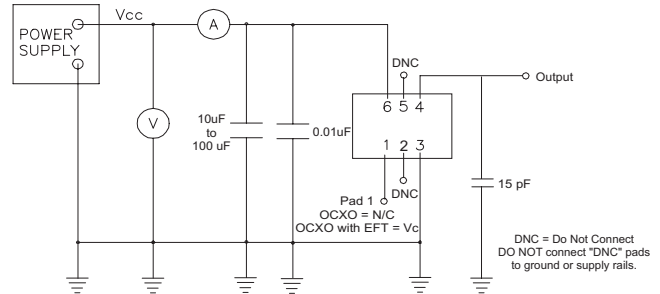 Vcc
POWER
SUPPLY
A
V
10uF
to
100 uF
0.01uF
DNC
6 5 4
1 2 3
DNC
Output
15 pF
Pad 1
OCXO = N/C
OCXO with EFT = Vc
DNC = Do Not Connect
DO NOT connect "DNC" pads
to ground or supply rails.